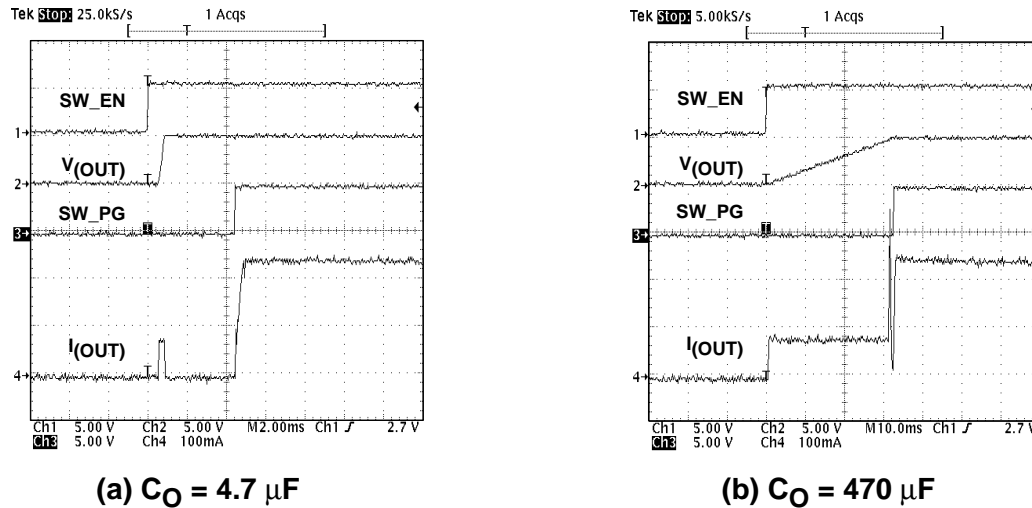 Tek Stop: 25.0kS/s 1 Acqs
[ T ]
SW_EN
1
V(OUT)
2
SW_PG
T
3
I(OUT)
4
Ch1 5.00 V Ch2 5.00 V M2.00ms Ch1 2.7 V
Ch3 5.00 V Ch4 100mA
(a) CO = 4.7 μF
Tek Stop: 5.00kS/s 1 Acqs
[ T ]
SW_EN
1
V(OUT)
2
SW_PG
T
3
I(OUT)
4
Ch1 5.00 V Ch2 5.00 V M10.0ms Ch1 2.7 V
Ch3 5.00 V Ch4 100mA
(b) CO = 470 μF